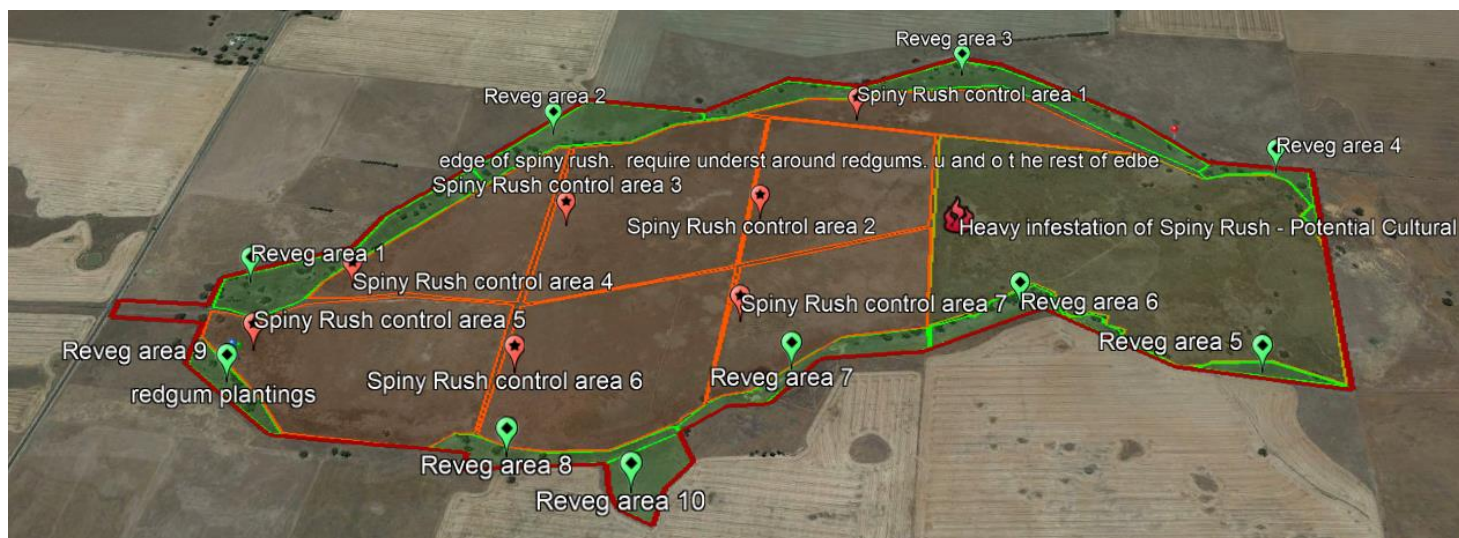 Reveg area 3
Reveg area 2
Spiny Rush control area 1
Reveg area 4
edge of spiny rush. require underst around redgums. u and o t he rest of edbe
Spiny Rush control area 3
Spiny Rush control area 2
Heavy infestation of Spiny Rush - Potential Cultural
Reveg area 1
Spiny Rush control area 4
Spiny Rush control area 7
Reveg area 6
Spiny Rush control area 5
Reveg area 9
Reveg area 5
redgum plantings
Spiny Rush control area 6
Reveg area 7
Reveg area 8
Reveg area 10